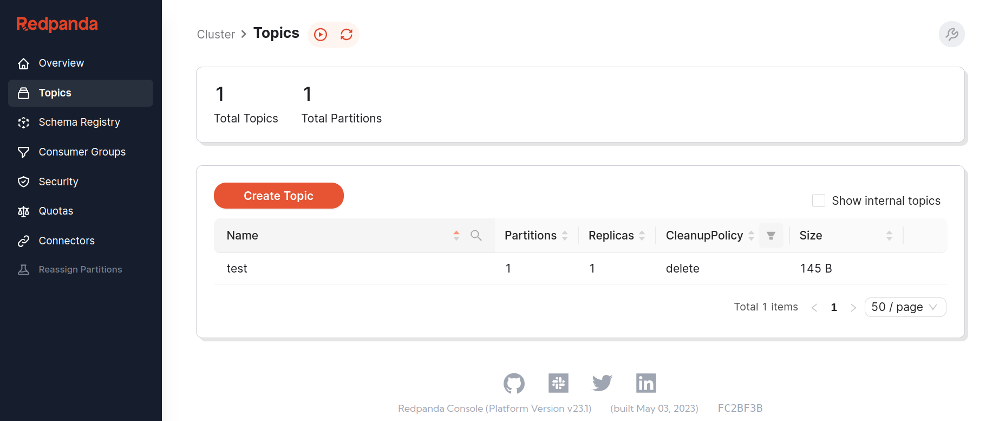 Redpanda
Overview
Topics
Schema Registry
Consumer Groups
Security
Quotas
Connectors
Reassign Partitions
Cluster > Topics
1 1
Total Topics Total Partitions
Create Topic
Show internal topics
Name Partitions Replicas CleanupPolicy Size
test 1 1 delete 145 B
Total 1 items < 1 > 50 / page
in
Redpanda Console (Platform Version v23.1) (built May 03, 2023) FC2BF3B